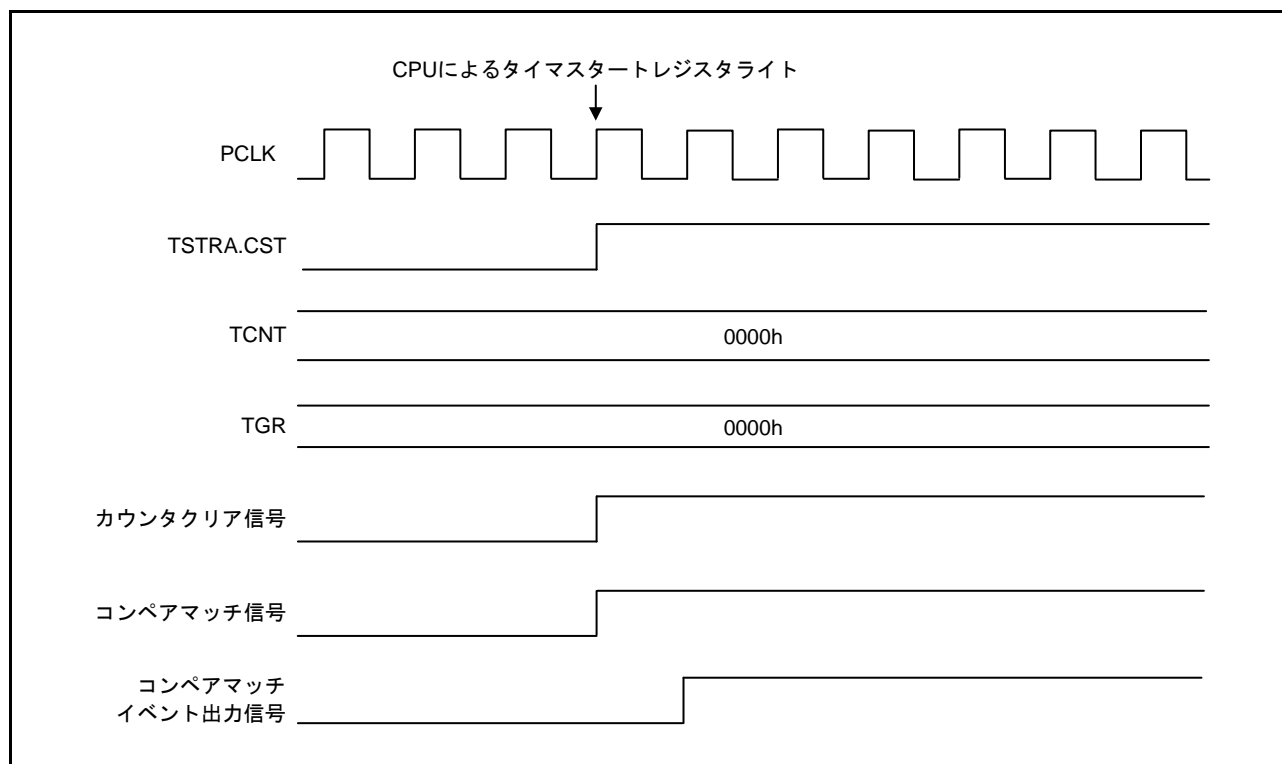 CPUによるタイマスタートレジスタライト
PCLK
TSTRA.CST
TCNT
0000h
TGR
0000h
カウンタクリア信号
コンペアマッチ信号
コンペアマッチ
イベント出力信号